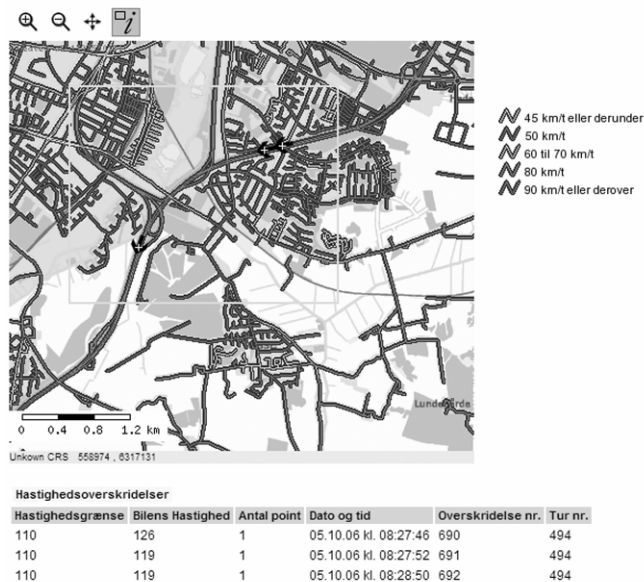 45 km/t eller derunder
50 km/t
60 til 70 km/t
80 km/t
90 km/t eller derover
0 0.4 0.8 1.2 km
Unkown CRS 558974 , 6317131
Hastighedsoverskridelser
Hastighedsgrænse Bilens Hastighed Antal point Dato og tid Overskridelse nr. Tur nr.
110 126 1 05.10.06 kl. 08:27:46 690 494
110 119 1 05.10.06 kl. 08:27:52 691 494
110 119 1 05.10.06 kl. 08:28:50 692 494